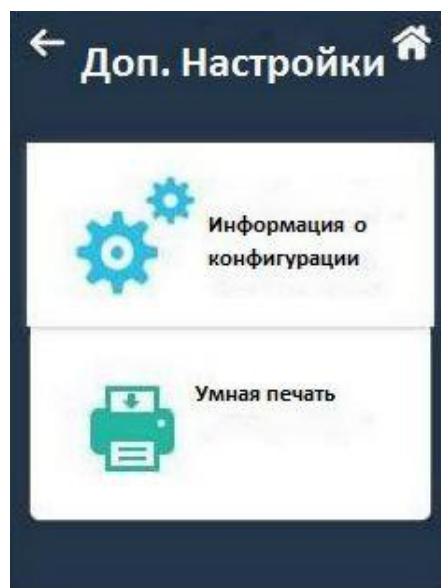 Доп. Настройки
Информация о
конфигурации
Умная печать